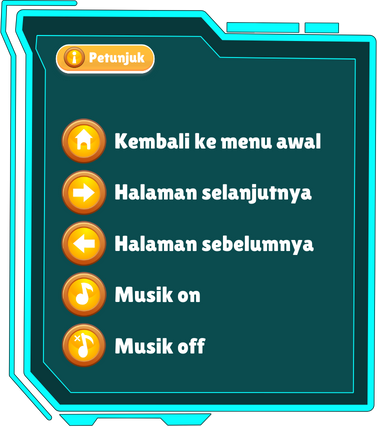 Petunjuk
Kembali ke menu awal
Halaman selanjutnya
Halaman sebelumnya
Musik on
Musik off